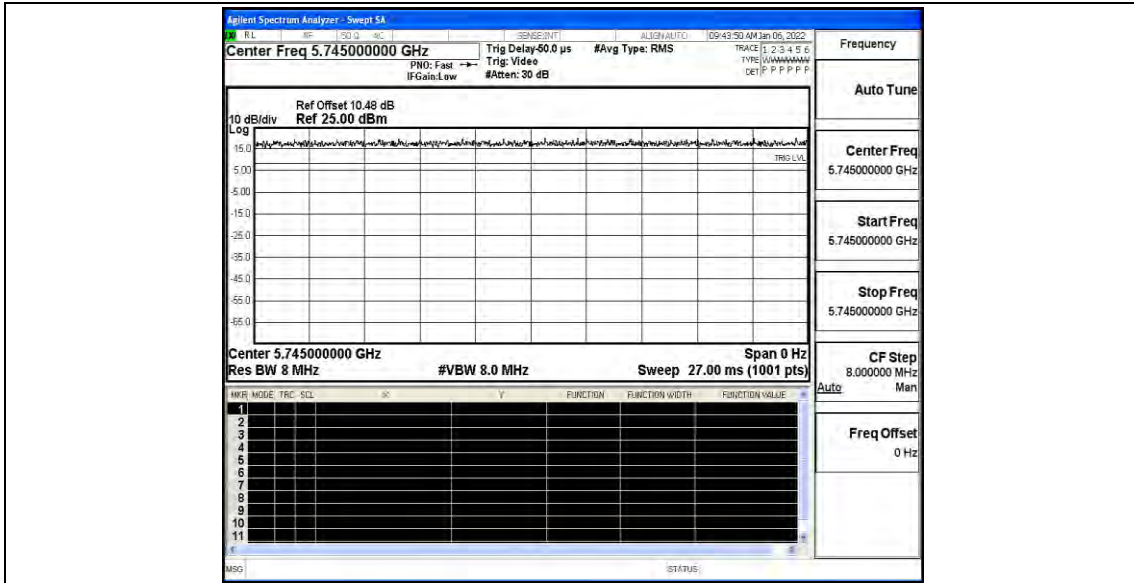 Agilent Spectrum Analyzer - Swept SA
RL RF 50 Ω AC SENSE:INT ALIGN AUTO 09:43:50 AM Jan 06, 2022
Center Freq 5.745000000 GHz
PNO: Fast
IFGain:Low
Trig Delay-50.0 µs
Trig: Video
#Atten: 30 dB
#Avg Type: RMS
TRACE 1 2 3 4 5 6
TYPE
DET P P P P P P
Ref Offset 10.48 dB
10 dB/div Ref 25.00 dBm
Log
15.0
TRIG LVL
5.00
-5.00
-15.0
-25.0
-35.0
-45.0
-55.0
-65.0
Center 5.745000000 GHz Span 0 Hz
Res BW 8 MHz #VBW 8.0 MHz Sweep 27.00 ms (1001 pts)
MKR MODE TRC SCL X Y FUNCTION FUNCTION WIDTH FUNCTION VALUE
1
2
3
4
5
6
7
8
9
10
11
MSG STATUS
Frequency
Auto Tune
Center Freq
5.745000000 GHz
Start Freq
5.745000000 GHz
Stop Freq
5.745000000 GHz
CF Step
8.000000 MHz
Auto Man
Freq Offset
0 Hz